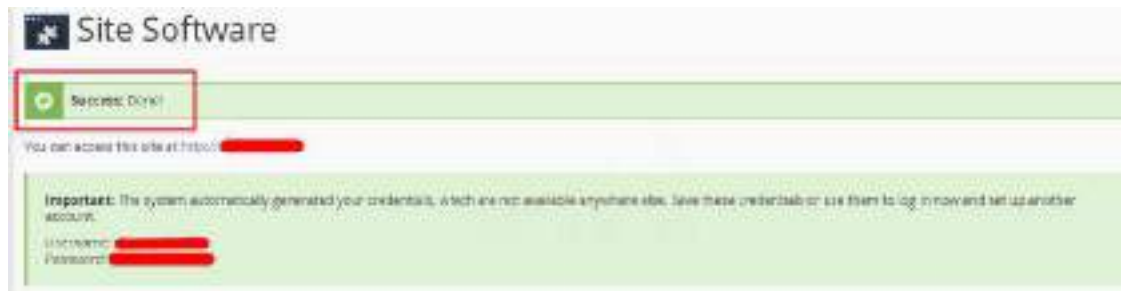 Site Software
Success: Done!
You can access this site at http://
Important: The system automatically generated your credentials, which are not available anywhere else. Save these credentials or use them to log in now and set up another
account.
Username:
Password: